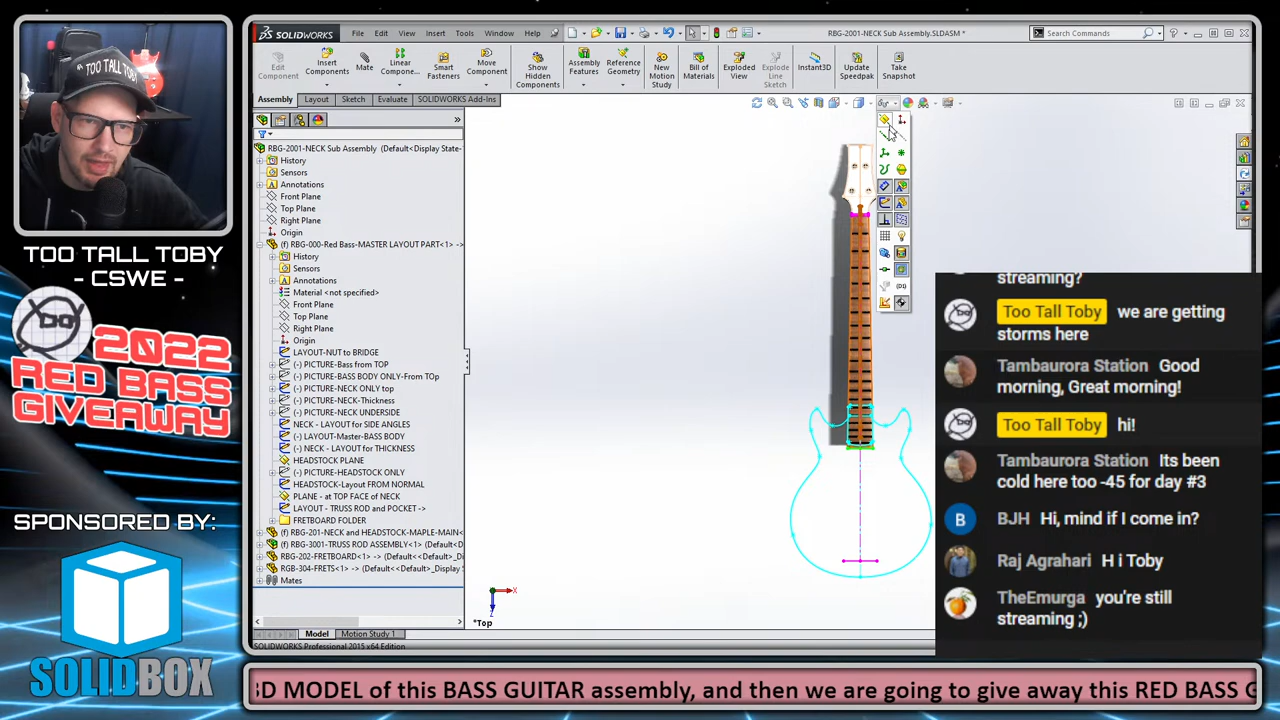 SOLIDWORKS
File
Edit
View
Insert
Tools
Window
Help
RBG-2001-NECK Sub Assembly.SLDASM *
Search Commands
Edit Component
Insert Components
Mate
Linear Compone...
Smart Fasteners
Move Component
Show Hidden Components
Assembly Features
Reference Geometry
New Motion Study
Bill of Materials
Exploded View
Explode Line Sketch
Instant3D
Update Speedpak
Take Snapshot
Assembly
Layout
Sketch
Evaluate
SOLIDWORKS Add-Ins
RBG-2001-NECK Sub Assembly (Default<Display State-
History
Sensors
Annotations
Front Plane
Top Plane
Right Plane
Origin
(f) RBG-000-Red Bass-MASTER LAYOUT PART<1> ->
History
Sensors
Annotations
Material <not specified>
Front Plane
Top Plane
Right Plane
Origin
LAYOUT-NUT to BRIDGE
(-) PICTURE-Bass from TOP
(-) PICTURE-BASS BODY ONLY-From TOp
(-) PICTURE-NECK ONLY top
(-) PICTURE-NECK-Thickness
(-) PICTURE-NECK UNDERSIDE
NECK - LAYOUT for SIDE ANGLES
(-) LAYOUT-Master-BASS BODY
(-) NECK - LAYOUT for THICKNESS
HEADSTOCK PLANE
(-) PICTURE-HEADSTOCK ONLY
HEADSTOCK-Layout FROM NORMAL
PLANE - at TOP FACE of NECK
LAYOUT - TRUSS ROD and POCKET ->
FRETBOARD FOLDER
(f) RBG-201-NECK and HEADSTOCK-MAPLE-MAIN<
(f) RBG-3001-TRUSS ROD ASSEMBLY<1> (Default<D
(f) RBG-202-FRETBOARD<1> -> (Default<<Default>_Di
(f) RGB-304-FRETS<1> -> (Default<<Default>_Display
Mates
X
*Top
Model
Motion Study 1
SOLIDWORKS Professional 2015 x64 Edition
TOO TALL TOBY
TOO TALL TOBY
- CSWE -
2022
RED BASS
GIVEAWAY
SPONSORED BY:
SOLIDBOX
streaming?
Too Tall Toby we are getting
storms here
Tambaurora Station Good
morning, Great morning!
Too Tall Toby hi!
Tambaurora Station Its been
cold here too -45 for day #3
B
BJH Hi, mind if I come in?
Raj Agrahari H i Toby
TheEmurga you're still
streaming ;)
3D MODEL of this BASS GUITAR assembly, and then we are going to give away this RED BASS G